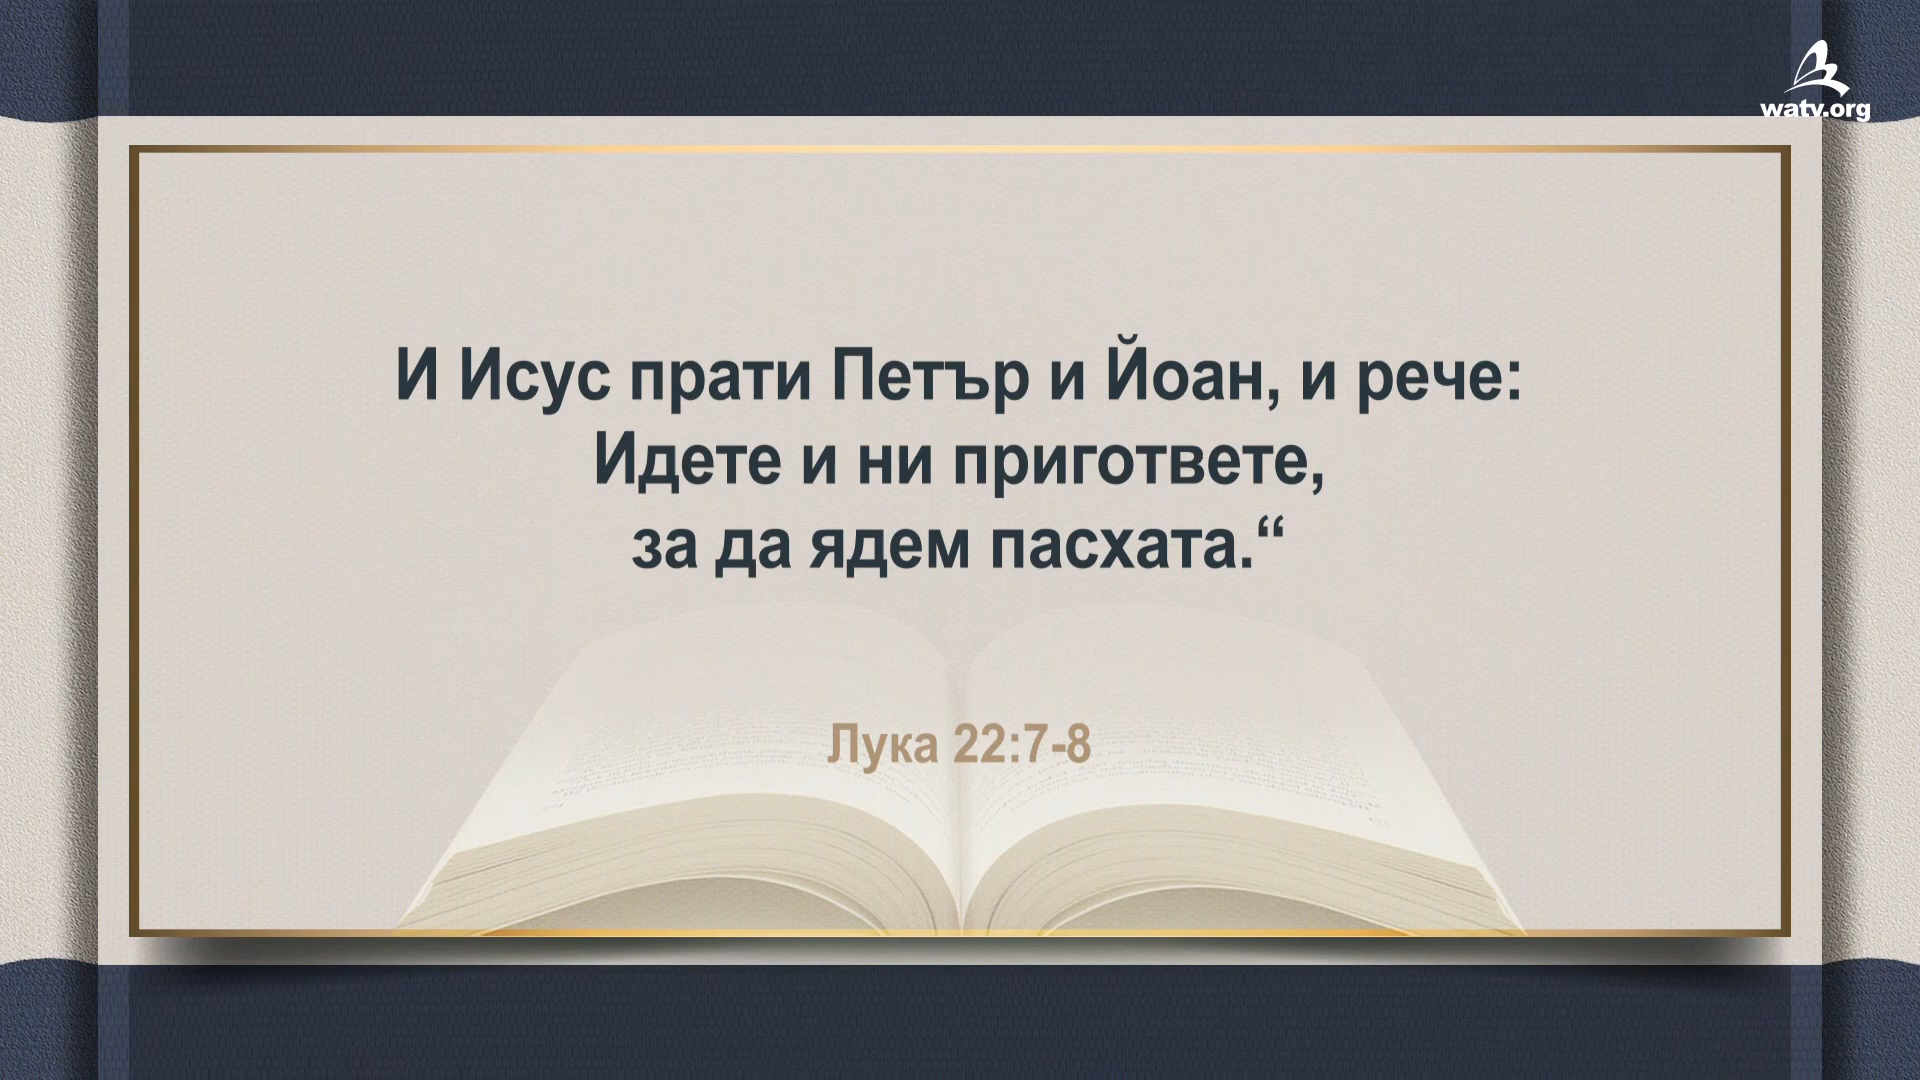 watv.org
И Исус прати Петър и Йоан, и рече:
Идете и ни пригответе,
за да ядем пасхата.“
Лука 22:7-8